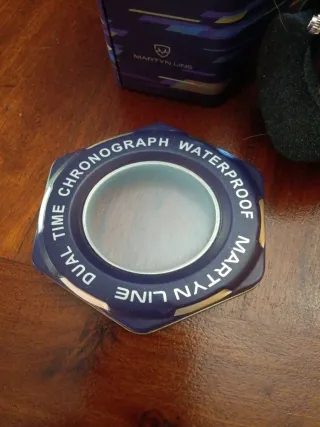 MARTYN LINE
DUAL TIME CHRONOGRAPH WATERPROOF
MARTYN LINE